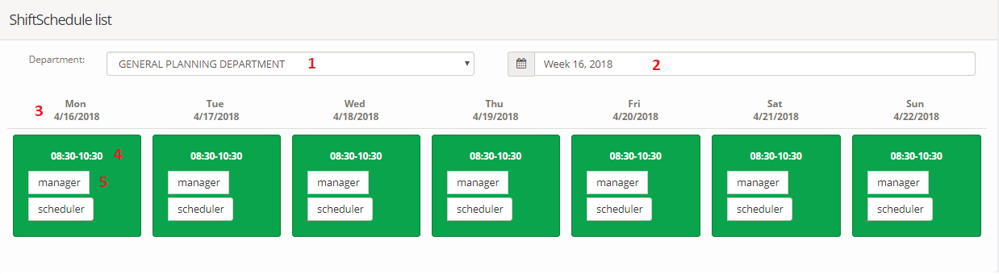 ShiftSchedule list
Department: GENERAL PLANNING DEPARTMENT 1 Week 16, 2018 2
3 Mon Tue Wed Thu Fri Sat Sun
4/16/2018 4/17/2018 4/18/2018 4/19/2018 4/20/2018 4/21/2018 4/22/2018
08:30-10:30 4 08:30-10:30 08:30-10:30 08:30-10:30 08:30-10:30 08:30-10:30 08:30-10:30
manager 5 manager manager manager manager manager manager
scheduler scheduler scheduler scheduler scheduler scheduler scheduler